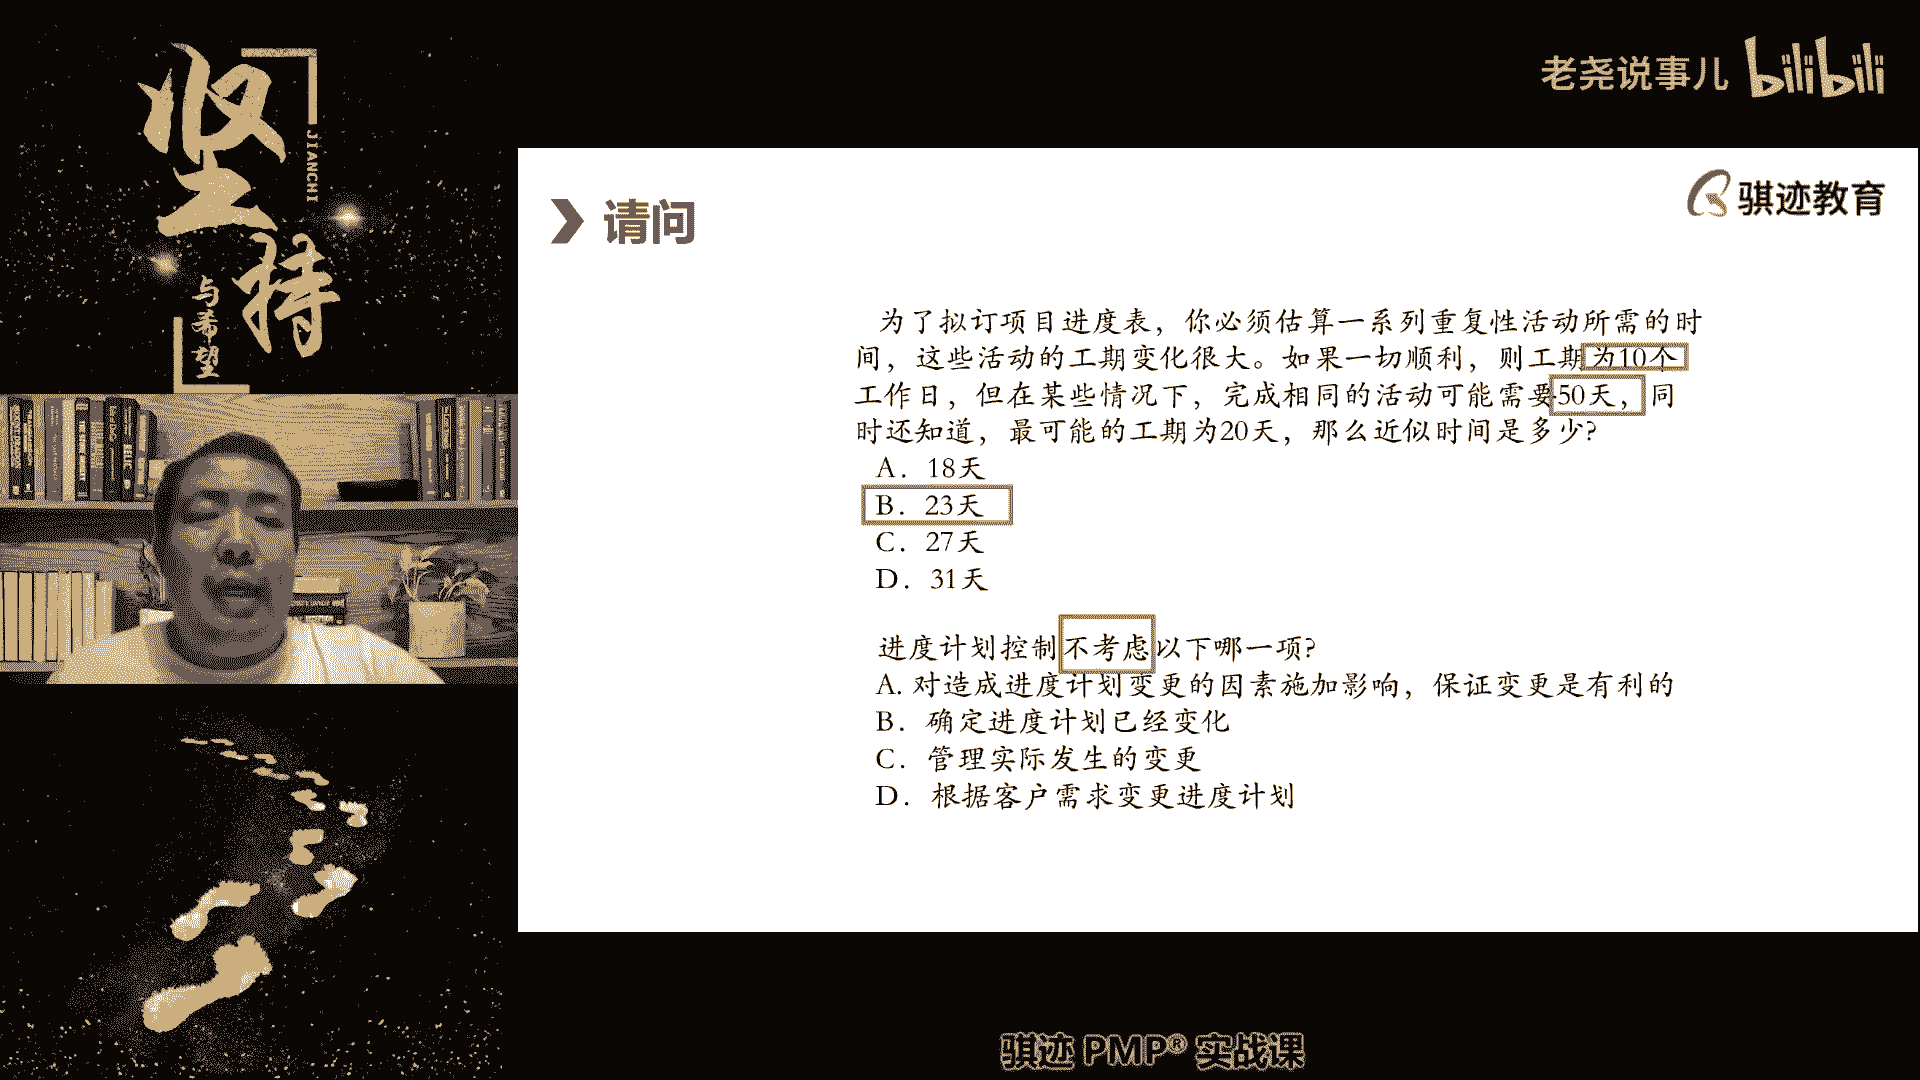 坚持
JIANCHI
与希望
老尧说事儿 bilibili
骐迹教育
请问
为了拟订项目进度表，你必须估算一系列重复性活动所需的时
间，这些活动的工期变化很大。如果一切顺利，则工期为10个
工作日，但在某些情况下，完成相同的活动可能需要50天，同
时还知道，最可能的工期为20天，那么近似时间是多少?
A．18天
B．23天
C．27天
D．31天
进度计划控制不考虑以下哪一项?
A. 对造成进度计划变更的因素施加影响，保证变更是有利的
B．确定进度计划已经变化
C．管理实际发生的变更
D．根据客户需求变更进度计划
骐迹 PMP® 实战课